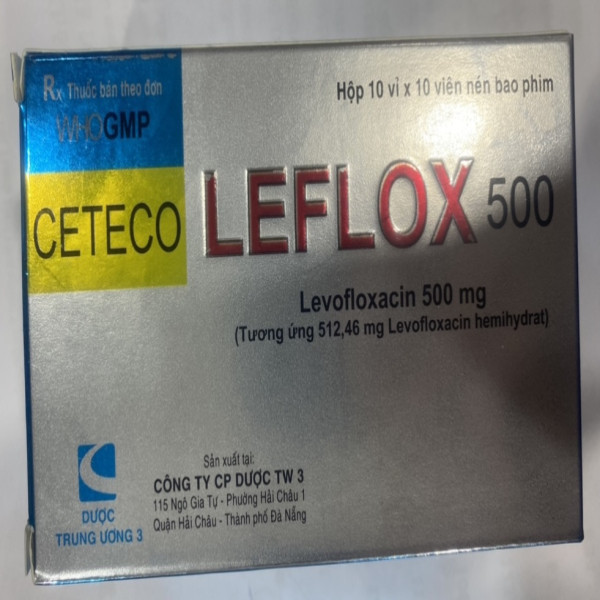 Rx Thuốc bán theo đơn
WHO GMP
Hộp 10 vỉ x 10 viên nén bao phim
CETECO
LEFLOX 500
Levofloxacin 500 mg
(Tương ứng 512,46 mg Levofloxacin hemihydrat)
Sản xuất tại:
CÔNG TY CP DƯỢC TW 3
115 Ngô Gia Tự - Phường Hải Châu 1
Quận Hải Châu - Thành phố Đà Nẵng
DƯỢC
TRUNG ƯƠNG 3